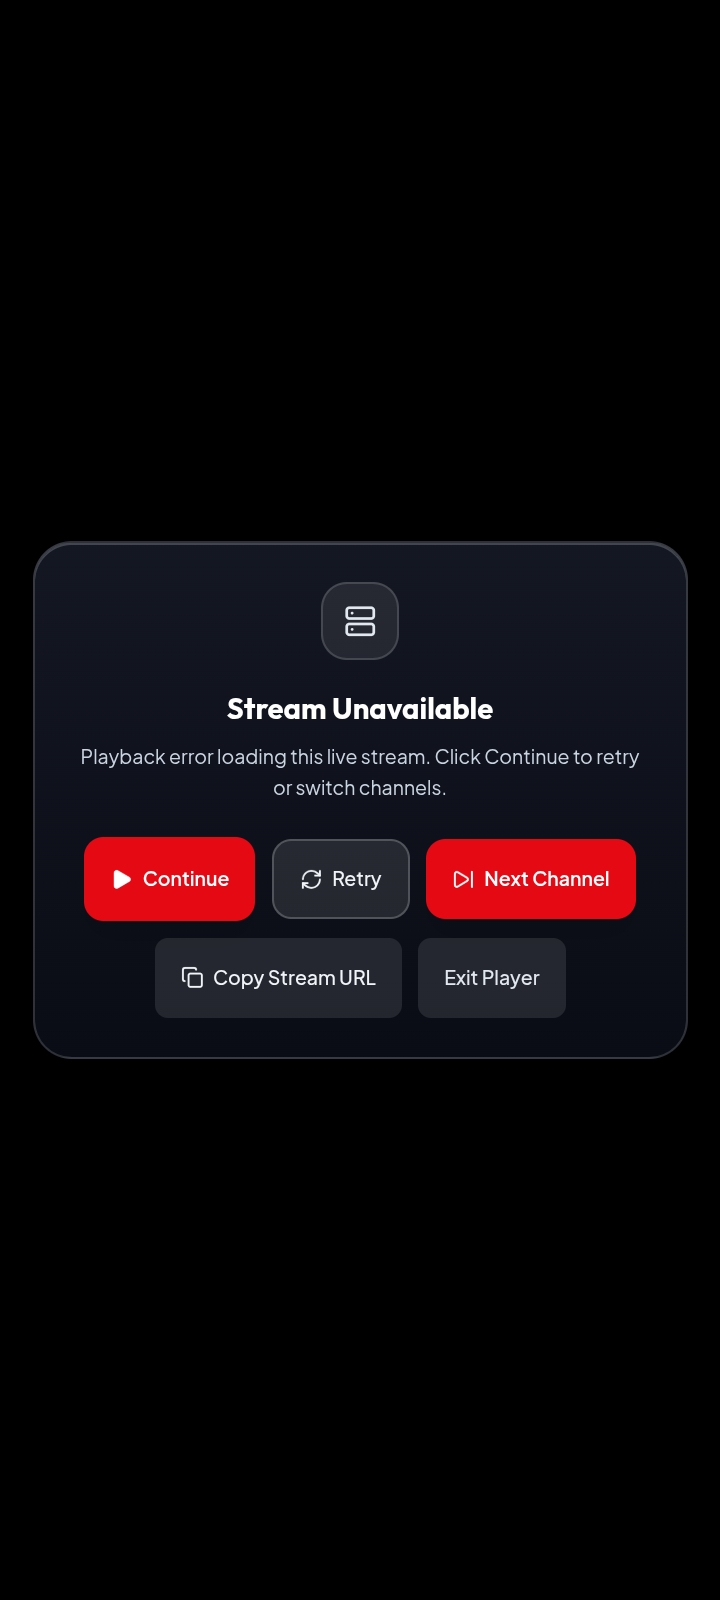 Stream Unavailable
Playback error loading this live stream. Click Continue to retry
or switch channels.
Continue
Retry
Next Channel
Copy Stream URL
Exit Player